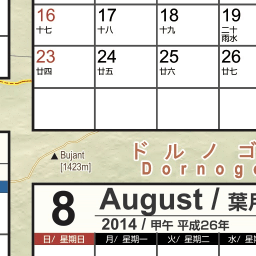 16 17 18 19
十七 十八 十九 二十
雨水
23 24 25 26
廿四 廿五 廿六 廿七
▲ Bujant
[1423m]
ドルノゴ
Dornogo
8 August / 葉月
2014 / 甲午 平成26年
日/ 星期日 月/ 星期一 火/ 星期二 水/ 星期三